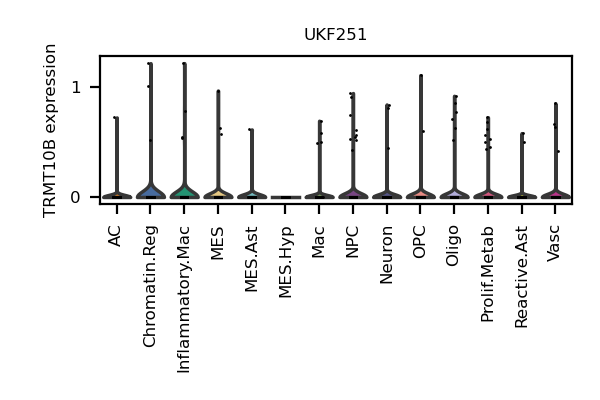 UKF251
TRMT10B expression
1
0
AC
Chromatin.Reg
Inflammatory.Mac
MES
MES.Ast
MES.Hyp
Mac
NPC
Neuron
OPC
Oligo
Prolif.Metab
Reactive.Ast
Vasc